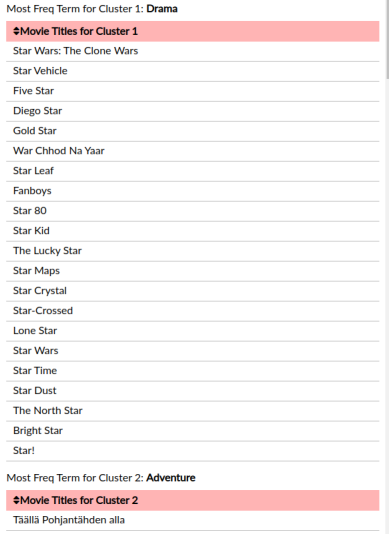 Most Freq Term for Cluster 1: Drama
Movie Titles for Cluster 1
Star Wars: The Clone Wars
Star Vehicle
Five Star
Diego Star
Gold Star
War Chhod Na Yaar
Star Leaf
Fanboys
Star 80
Star Kid
The Lucky Star
Star Maps
Star Crystal
Star-Crossed
Lone Star
Star Wars
Star Time
Star Dust
The North Star
Bright Star
Star!
Most Freq Term for Cluster 2: Adventure
Movie Titles for Cluster 2
Täällä Pohjantähden alla